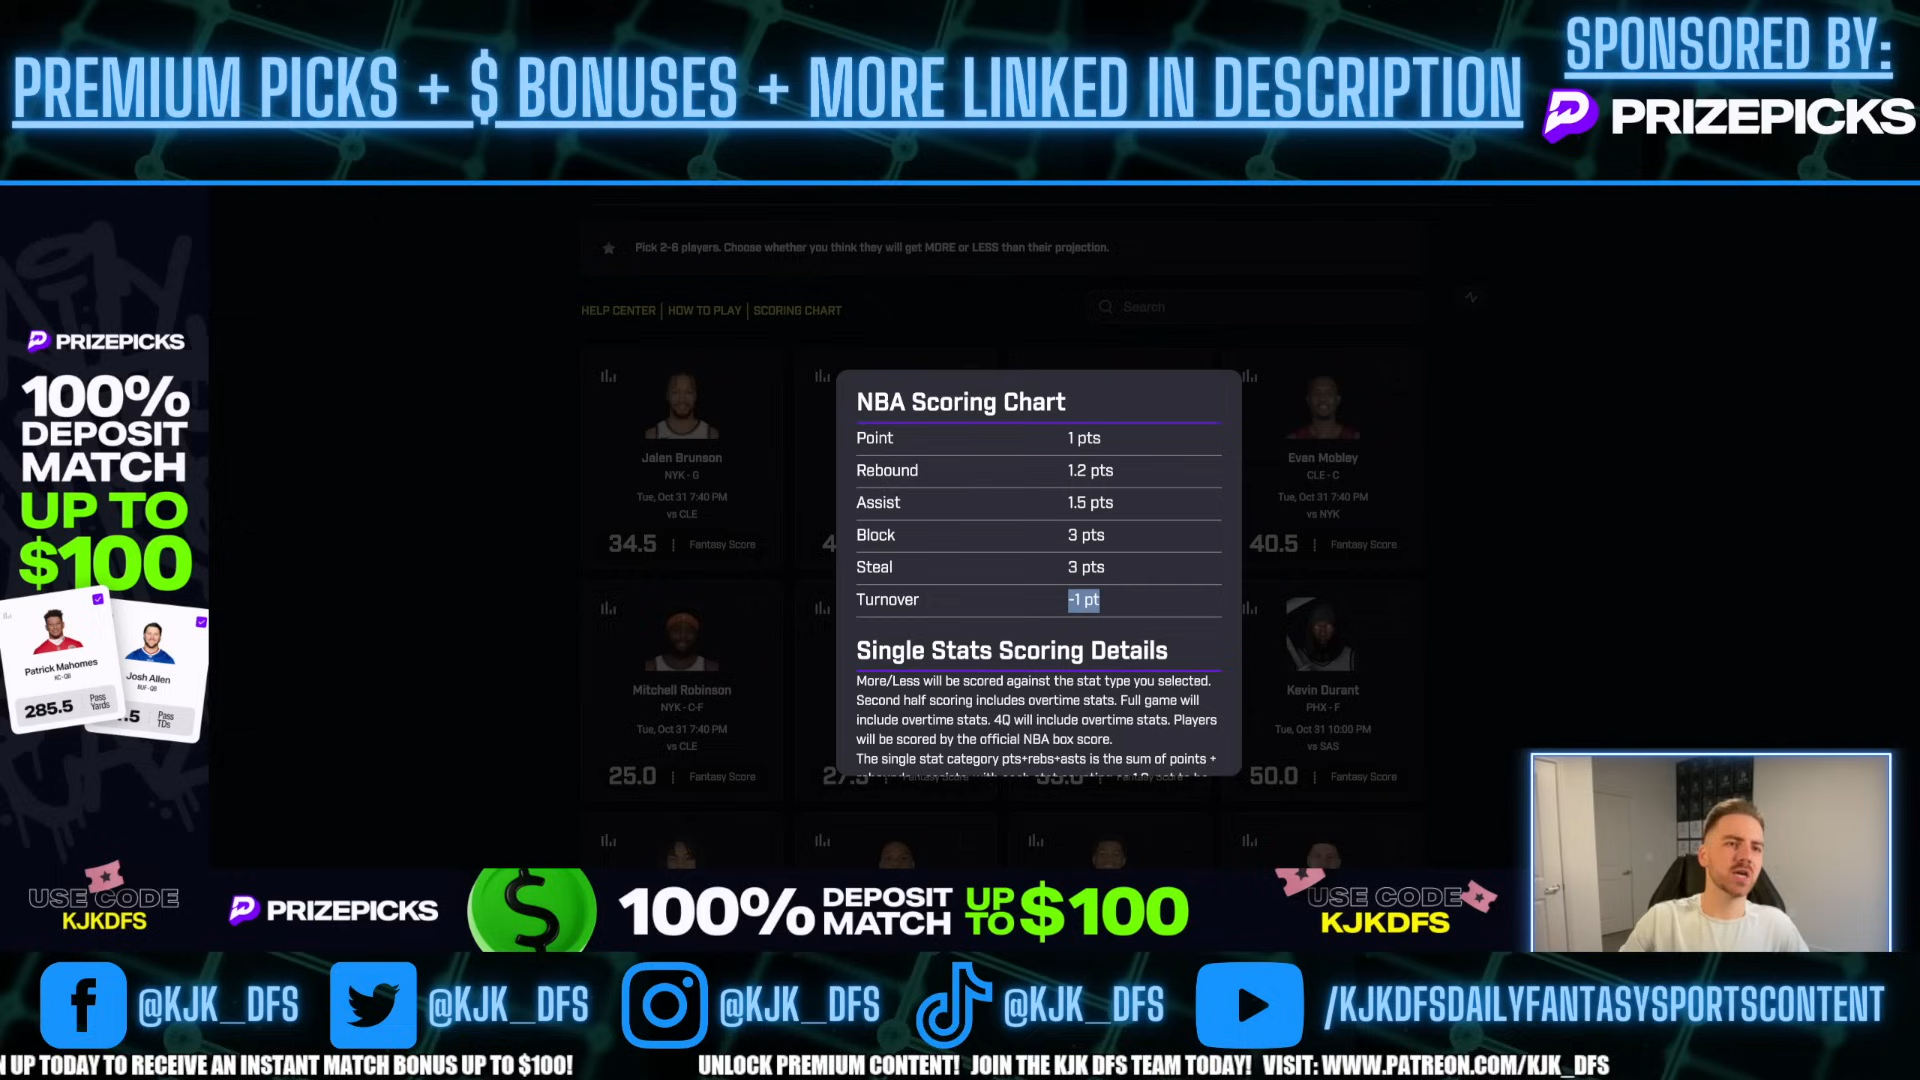 PREMIUM PICKS + $ BONUSES + MORE LINKED IN DESCRIPTION
SPONSORED BY:
PRIZEPICKS
Pick 2-6 players. Choose whether you think they will get MORE or LESS than their projection.
HELP CENTER | HOW TO PLAY | SCORING CHART
Search
PRIZEPICKS
100%
DEPOSIT
MATCH
UP TO
$100
Patrick Mahomes
KC-QB
285.5
Pass
Yards
Josh Allen
BUF-QB
.5
Pass
TDs
USE CODE
KJKDFS
Jalen Brunson
NYK - G
Tue, Oct 31 7:40 PM
vs CLE
34.5 Fantasy Score
Evan Mobley
CLE - C
Tue, Oct 31 7:40 PM
vs NYK
40.5 Fantasy Score
Mitchell Robinson
NYK - C-F
Tue, Oct 31 7:40 PM
vs CLE
25.0 Fantasy Score
Kevin Durant
PHX - F
Tue, Oct 31 10:00 PM
vs SAS
50.0 Fantasy Score
NBA Scoring Chart
Point 1 pts
Rebound 1.2 pts
Assist 1.5 pts
Block 3 pts
Steal 3 pts
Turnover -1 pt
Single Stats Scoring Details
More/Less will be scored against the stat type you selected.
Second half scoring includes overtime stats. Full game will
include overtime stats. 4Q will include overtime stats. Players
will be scored by the official NBA box score.
The single stat category pts+rebs+asts is the sum of points +
PRIZEPICKS
100% DEPOSIT MATCH UP TO $100
USE CODE
KJKDFS
@KJK_DFS
@KJK_DFS
@KJK_DFS
@KJK_DFS
/KJKDFSDAILYFANTASYSPORTSCONTENT
N UP TODAY TO RECEIVE AN INSTANT MATCH BONUS UP TO $100!
UNLOCK PREMIUM CONTENT! JOIN THE KJK DFS TEAM TODAY! VISIT: WWW.PATREON.COM/KJK_DFS